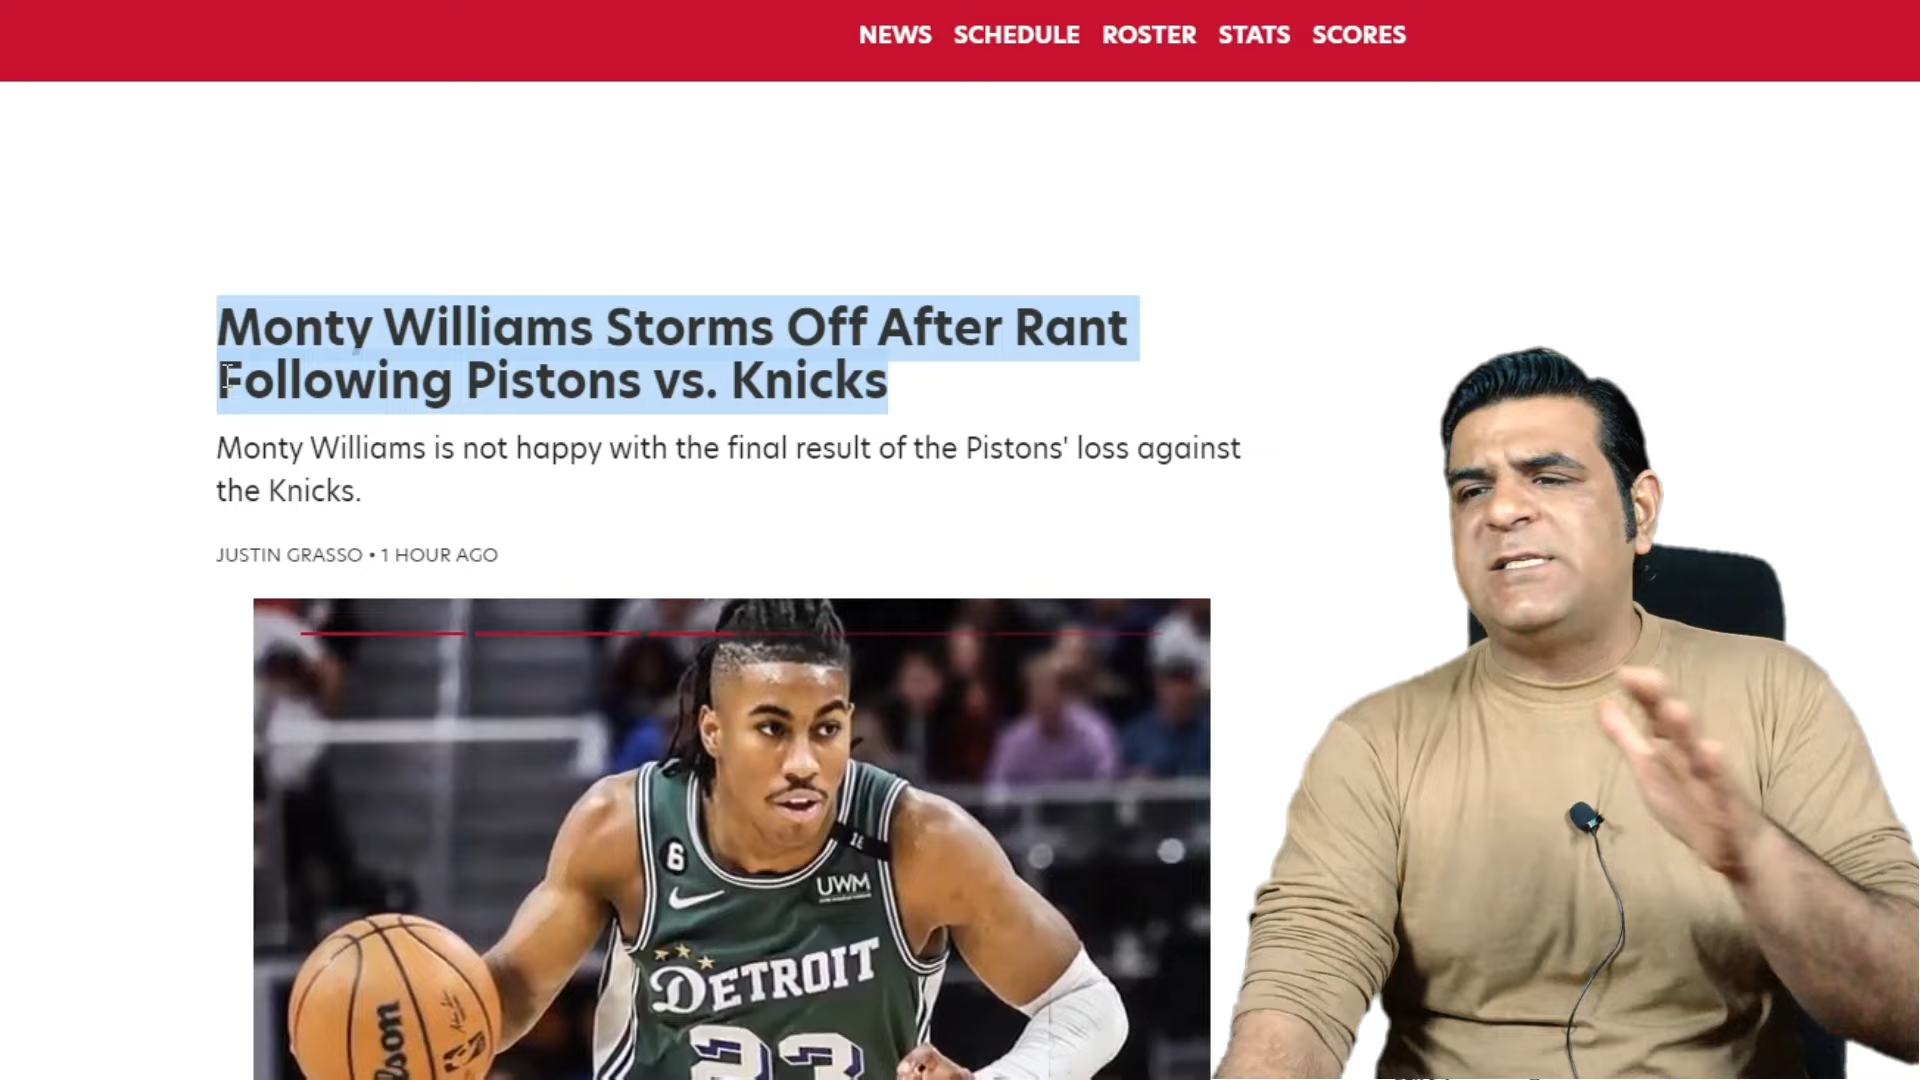 NEWS SCHEDULE ROSTER STATS SCORES
Monty Williams Storms Off After Rant
Following Pistons vs. Knicks
Monty Williams is not happy with the final result of the Pistons' loss against
the Knicks.
JUSTIN GRASSO • 1 HOUR AGO
6
UWM
DETROIT
23